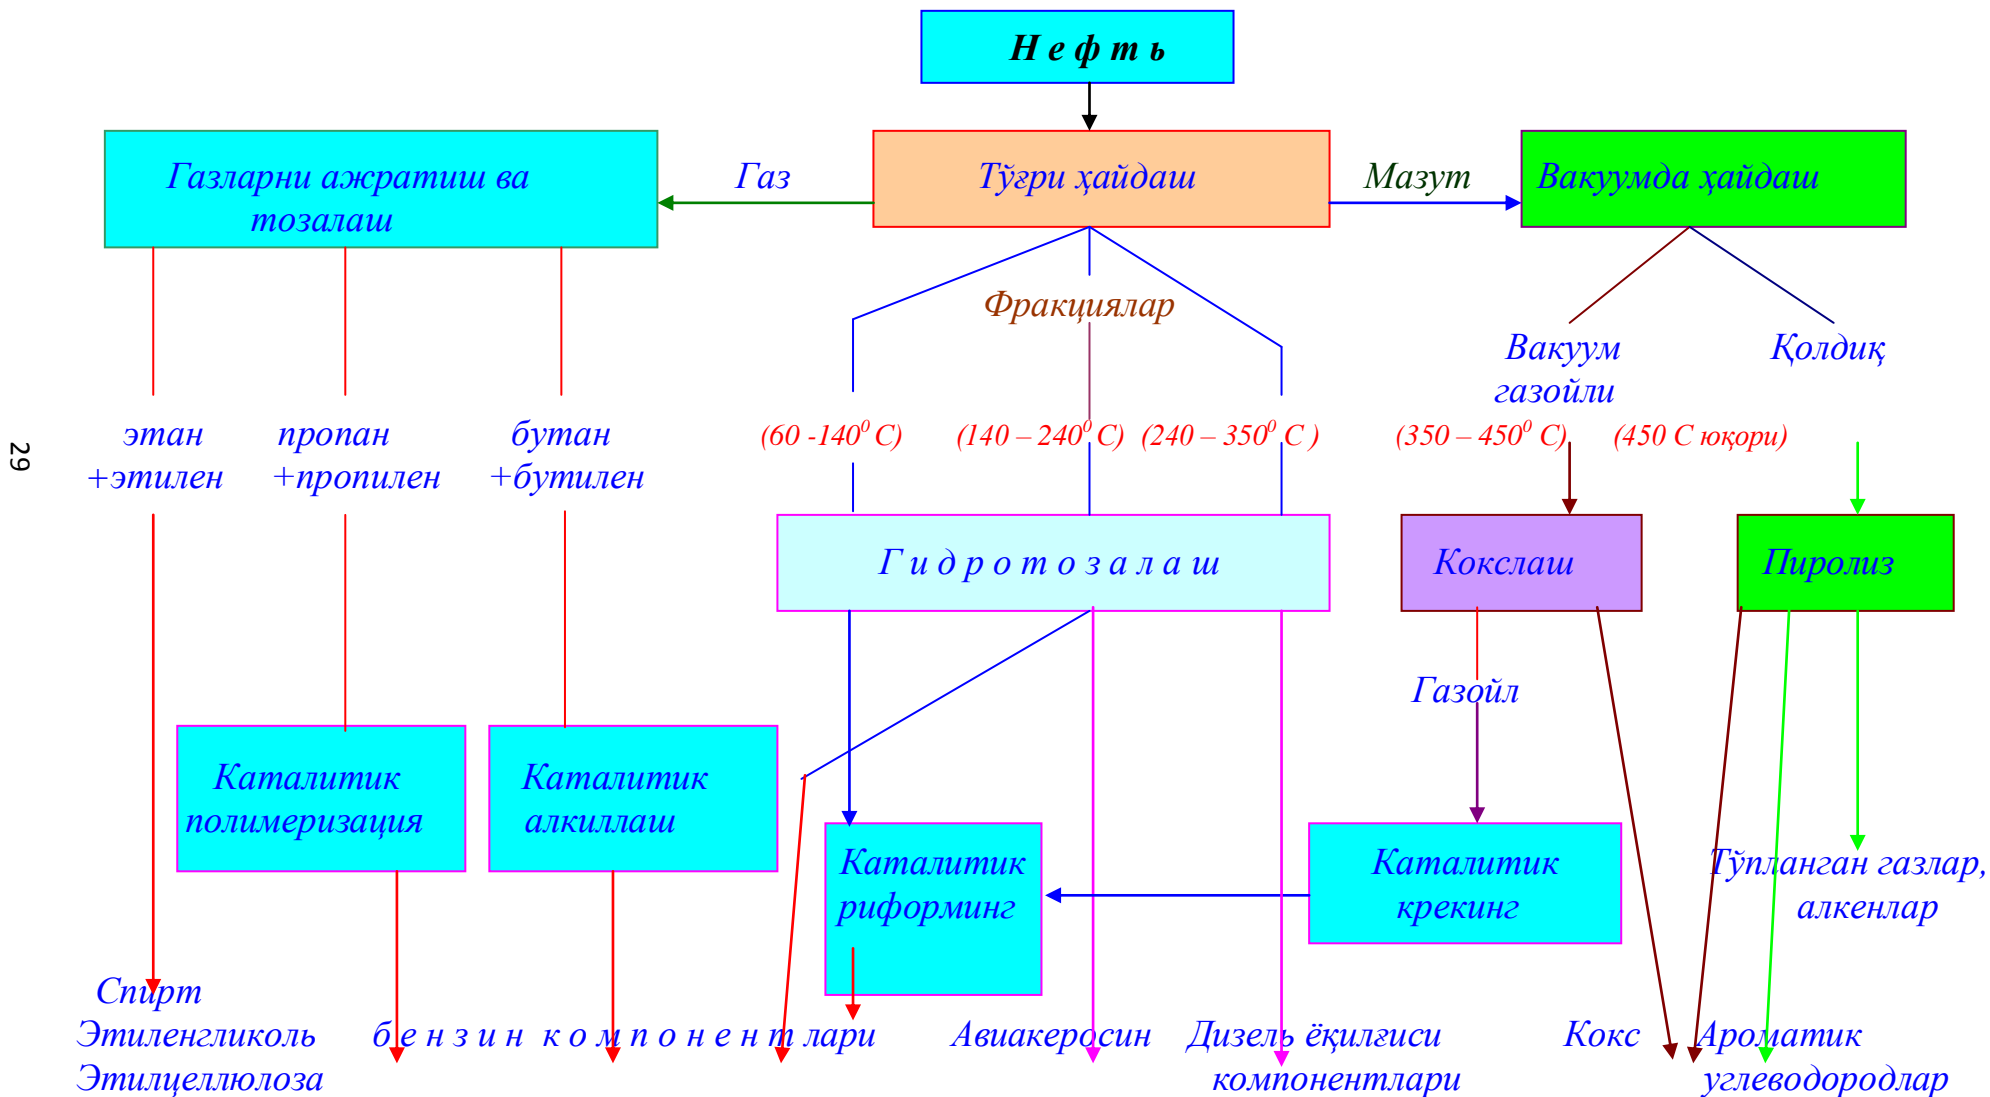 Н е ф т ь
Газларни ажратиш ва
тозалаш
Газ
Тўғри ҳайдаш
Мазут
Вакуумда ҳайдаш
Фракциялар
Вакуум
газойли
Қолдиқ
этан
+этилен
пропан
+пропилен
бутан
+бутилен
(60 -140⁰ С)
(140 – 240⁰ С)
(240 – 350⁰ С )
(350 – 450⁰ С)
(450 С юқори)
29
Г и д р о т о з а л а ш
Кокслаш
Пиролиз
Газойл
Каталитик
полимеризация
Каталитик
алкиллаш
Каталитик
риформинг
Каталитик
крекинг
Тўпланган газлар,
алкенлар
Спирт
Этиленгликоль
Этилцеллюлоза
б е н з и н к о м п о н е н т лари
Авиакеросин
Дизель ёқилғиси
компонентлари
Кокс
Ароматик
углеводородлар